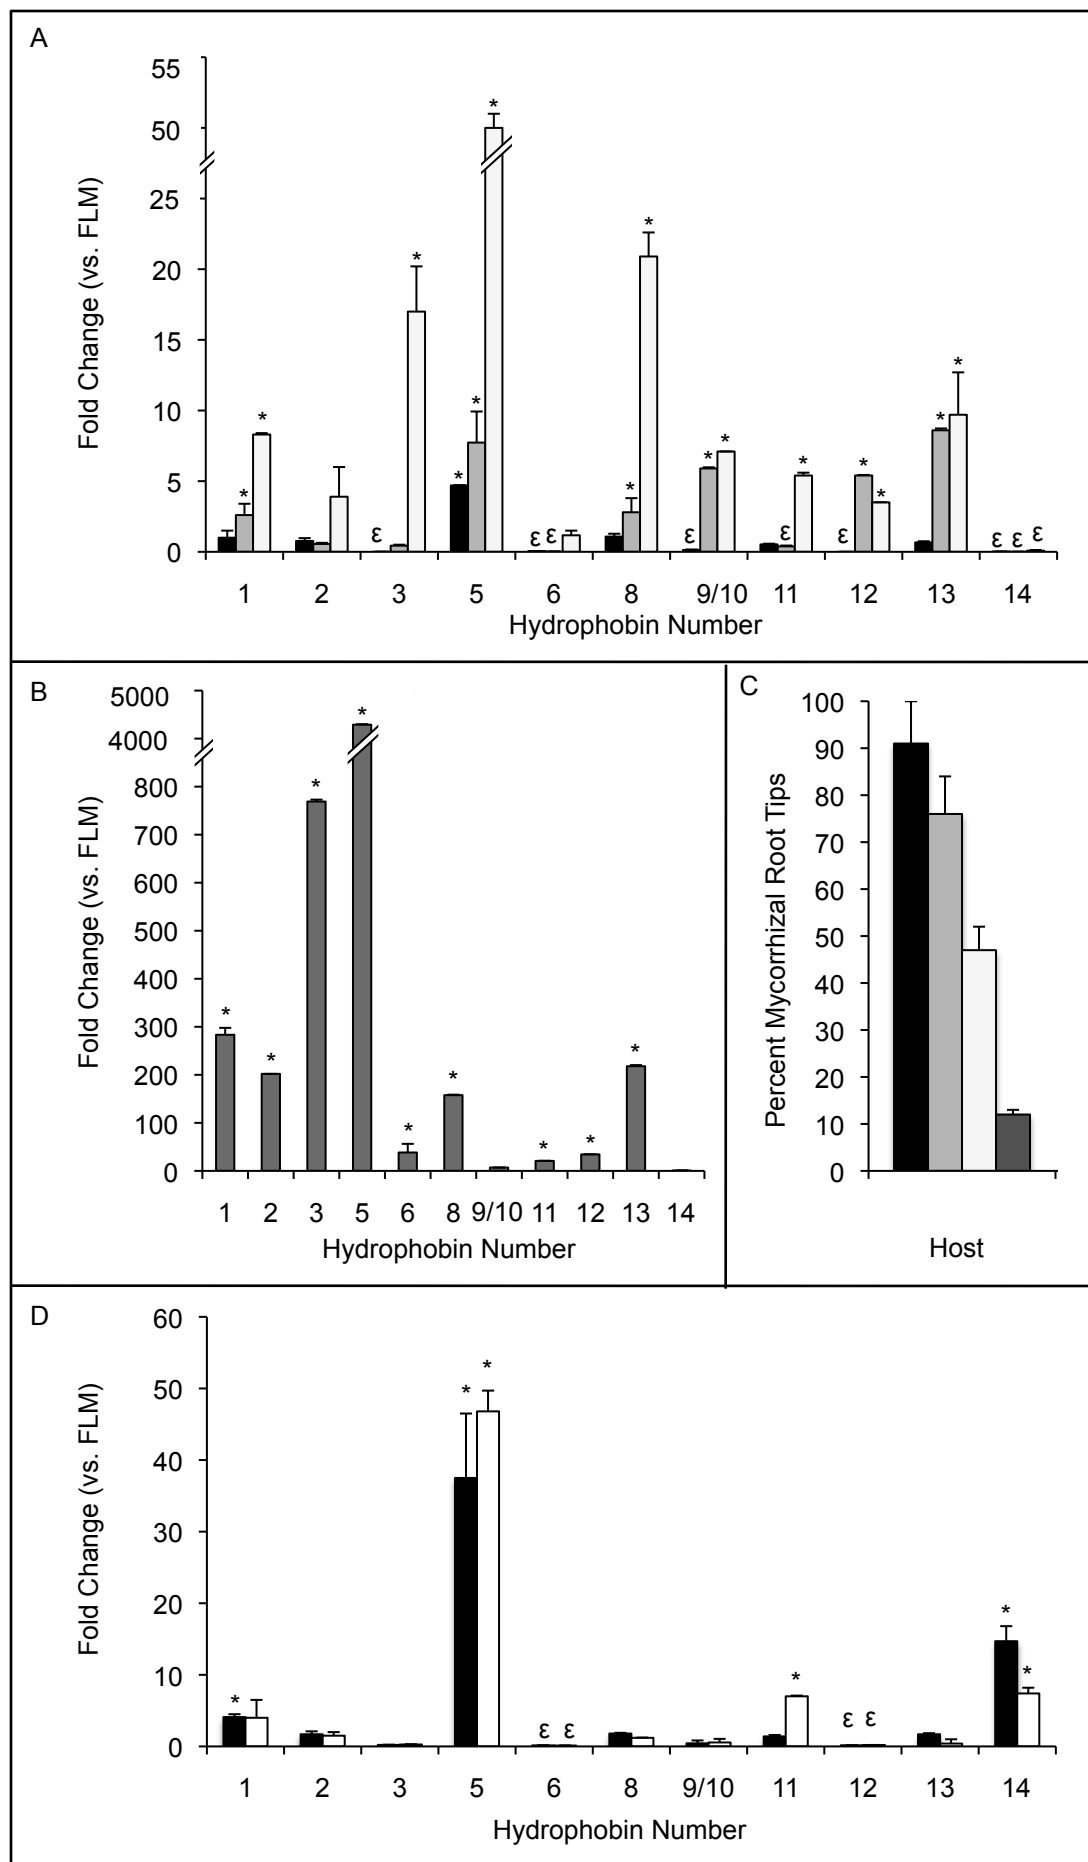 A
Fold Change (vs. FLM)
55
50
25
20
15
10
5
0
* * * * * * * * * * * * * * *
ε ε ε ε ε ε ε ε ε
1 2 3 5 6 8 9/10 11 12 13 14
Hydrophobin Number
B
Fold Change (vs. FLM)
5000
4000
800
700
600
500
400
300
200
100
0
* * * * * * * * *
1 2 3 5 6 8 9/10 11 12 13 14
Hydrophobin Number
C
Percent Mycorrhizal Root Tips
100
90
80
70
60
50
40
30
20
10
0
Host
D
Fold Change (vs. FLM)
60
50
40
30
20
10
0
* * * * * *
ε ε ε ε
1 2 3 5 6 8 9/10 11 12 13 14
Hydrophobin Number